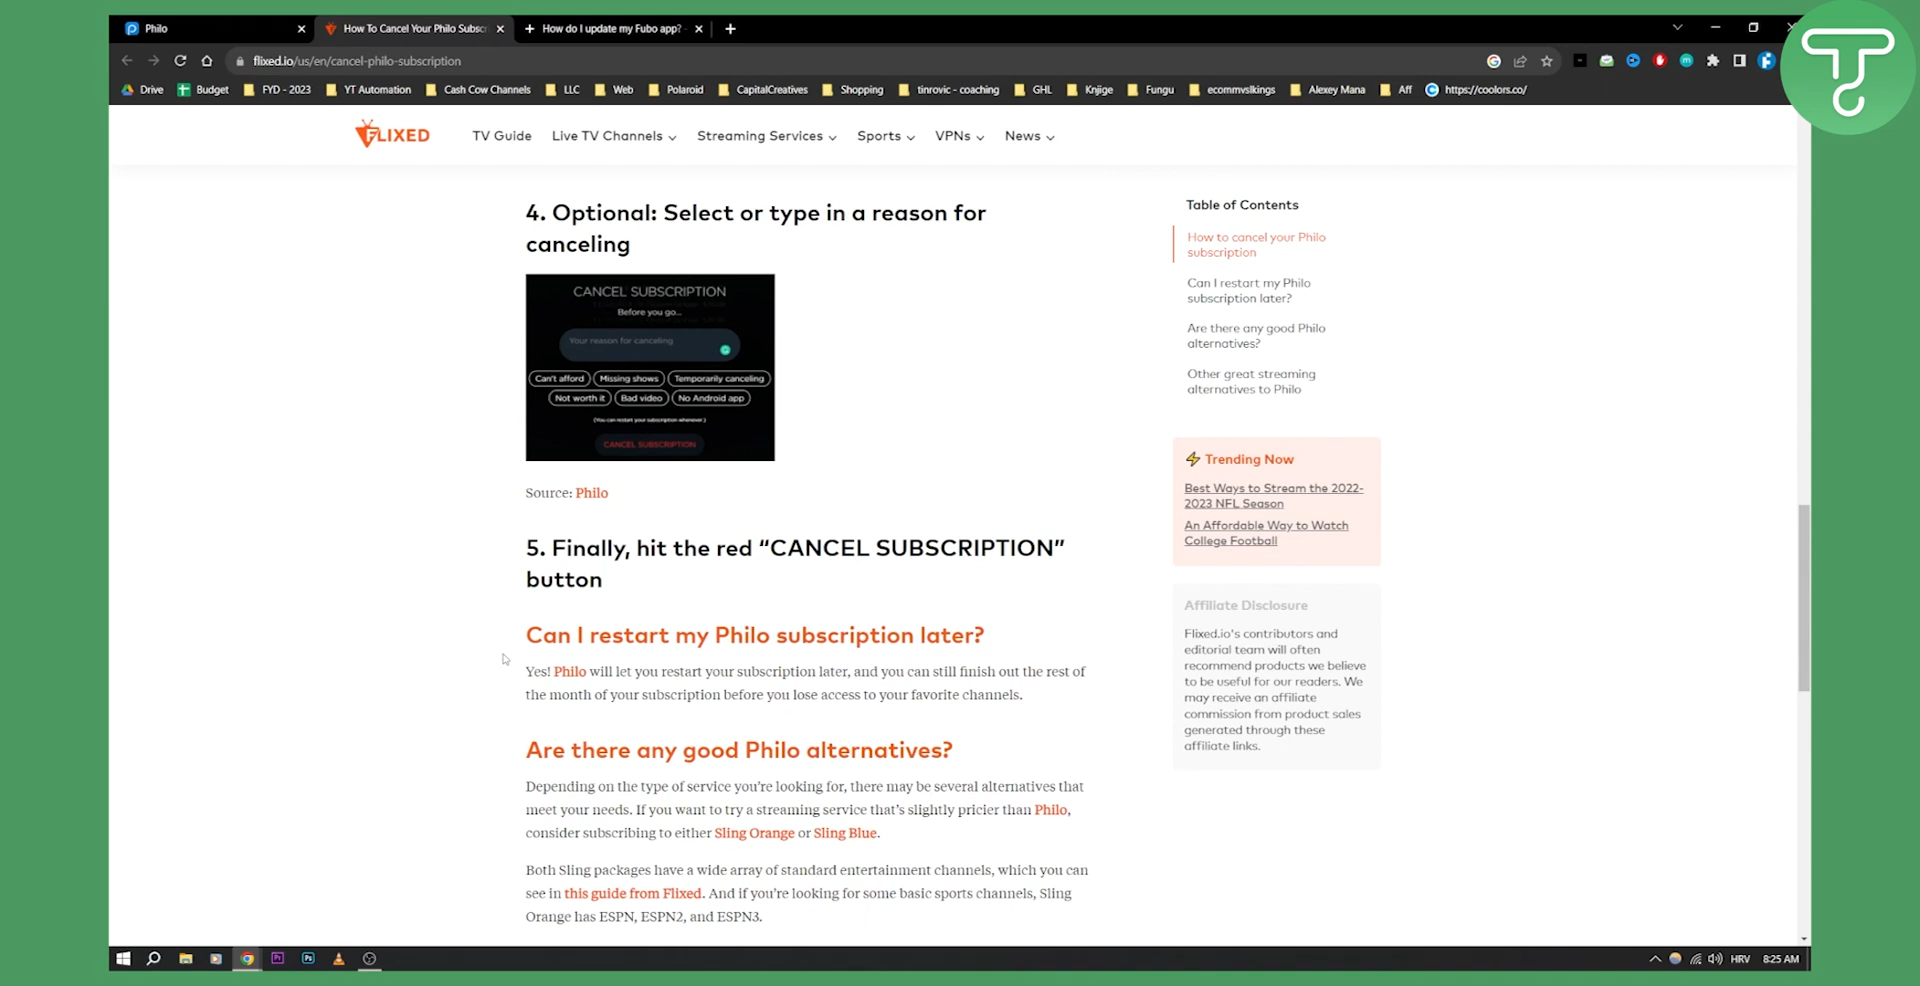 Philo
How To Cancel Your Philo Subscr
How do I update my Fubo app? -
flixed.io/us/en/cancel-philo-subscription
Drive
Budget
FYD - 2023
YT Automation
Cash Cow Channels
LLC
Web
Polaroid
CapitalCreatives
Shopping
tinrovic - coaching
GHL
Knjige
Fungu
ecommvslkings
Alexey Mana
Aff
https://coolors.co/
FLIXED
TV Guide
Live TV Channels
Streaming Services
Sports
VPNs
News
4. Optional: Select or type in a reason for
canceling
CANCEL SUBSCRIPTION
Before you go...
Your reason for canceling
Can't afford
Missing shows
Temporarily canceling
Not worth it
Bad video
No Android app
(You can restart your subscription whenever.)
CANCEL SUBSCRIPTION
Source: Philo
5. Finally, hit the red “CANCEL SUBSCRIPTION”
button
Can I restart my Philo subscription later?
Yes! Philo will let you restart your subscription later, and you can still finish out the rest of
the month of your subscription before you lose access to your favorite channels.
Are there any good Philo alternatives?
Depending on the type of service you’re looking for, there may be several alternatives that
meet your needs. If you want to try a streaming service that’s slightly pricier than Philo,
consider subscribing to either Sling Orange or Sling Blue.
Both Sling packages have a wide array of standard entertainment channels, which you can
see in this guide from Flixed. And if you’re looking for some basic sports channels, Sling
Orange has ESPN, ESPN2, and ESPN3.
Table of Contents
How to cancel your Philo
subscription
Can I restart my Philo
subscription later?
Are there any good Philo
alternatives?
Other great streaming
alternatives to Philo
Trending Now
Best Ways to Stream the 2022-
2023 NFL Season
An Affordable Way to Watch
College Football
Affiliate Disclosure
Flixed.io's contributors and
editorial team will often
recommend products we believe
to be useful for our readers. We
may receive an affiliate
commission from product sales
generated through these
affiliate links.
HRV
8:25 AM